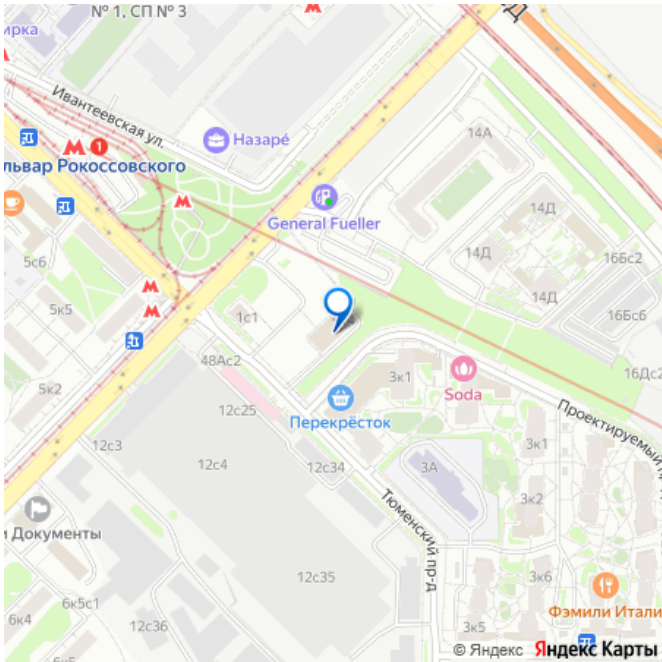 № 1, СП № 3
ирка
Д
Ивантеевская ул.
Назаре́
14А
1
львар Рокоссовского
General Fueller
14Д
14Д
14Д
16Бс2
16Бс6
5с6
5к5
1с1
48Ас2
5к2
3к1
Soda
16Дс2
Перекрёсток
Проектируемый
12с25
12с3
12с4
12с34
3А
3к1
3к2
и Документы
Тюменский пр-д
12с35
3к6
6к5с1
6к4
12с36
3к5
Фэмили Итали
© Яндекс Яндекс Карты